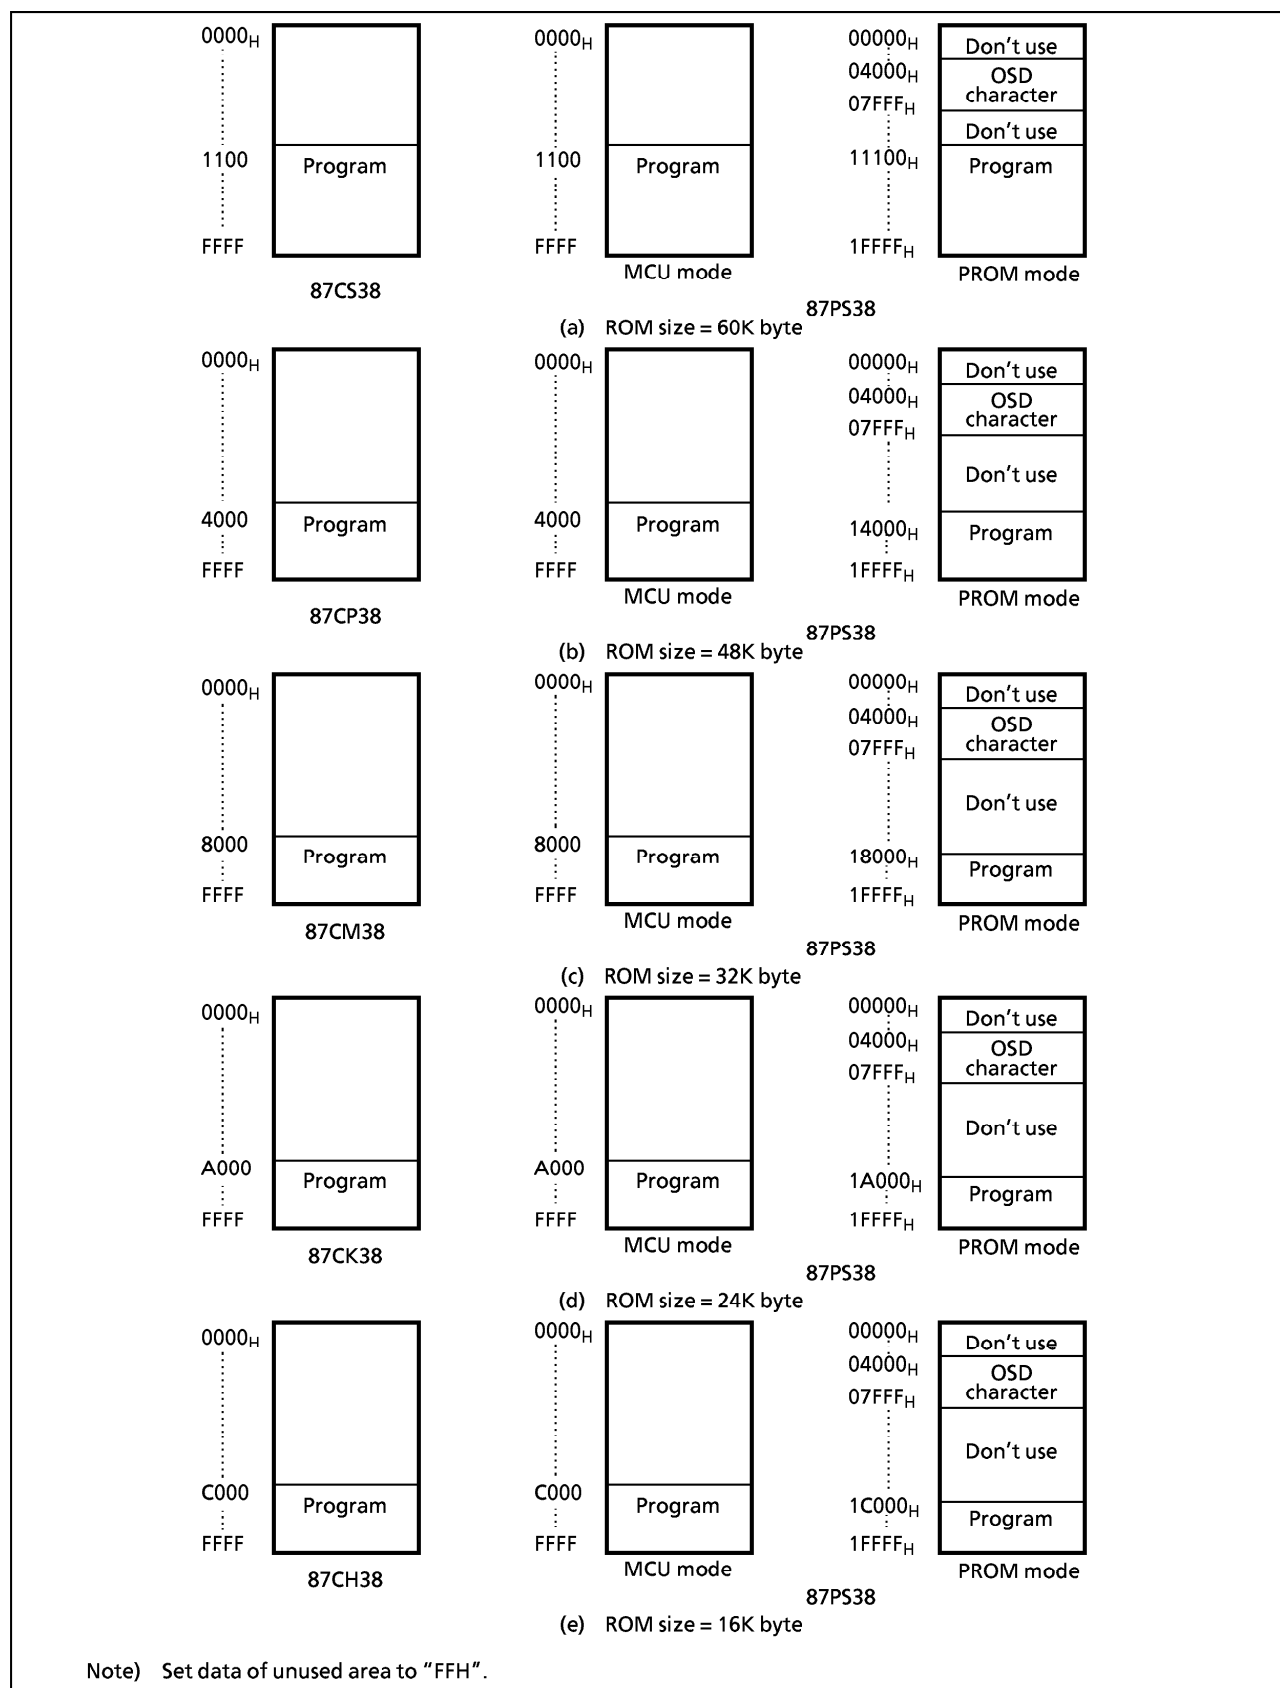 0000H
1100
Program
FFFF
87CS38
0000H
1100
Program
FFFF
MCU mode
00000H
Don't use
04000H
OSD
character
07FFFH
Don't use
11100H
Program
1FFFFH
PROM mode
87PS38
(a) ROM size = 60K byte
0000H
4000
Program
FFFF
87CP38
0000H
4000
Program
FFFF
MCU mode
00000H
Don't use
04000H
OSD
character
07FFFH
Don't use
14000H
Program
1FFFFH
PROM mode
87PS38
(b) ROM size = 48K byte
0000H
8000
Program
FFFF
87CM38
0000H
8000
Program
FFFF
MCU mode
00000H
Don't use
04000H
OSD
character
07FFFH
Don't use
18000H
Program
1FFFFH
PROM mode
87PS38
(c) ROM size = 32K byte
0000H
A000
Program
FFFF
87CK38
0000H
A000
Program
FFFF
MCU mode
00000H
Don't use
04000H
OSD
character
07FFFH
Don't use
1A000H
Program
1FFFFH
PROM mode
87PS38
(d) ROM size = 24K byte
0000H
C000
Program
FFFF
87CH38
0000H
C000
Program
FFFF
MCU mode
00000H
Don't use
04000H
OSD
character
07FFFH
Don't use
1C000H
Program
1FFFFH
PROM mode
87PS38
(e) ROM size = 16K byte
Note) Set data of unused area to “FFH”.